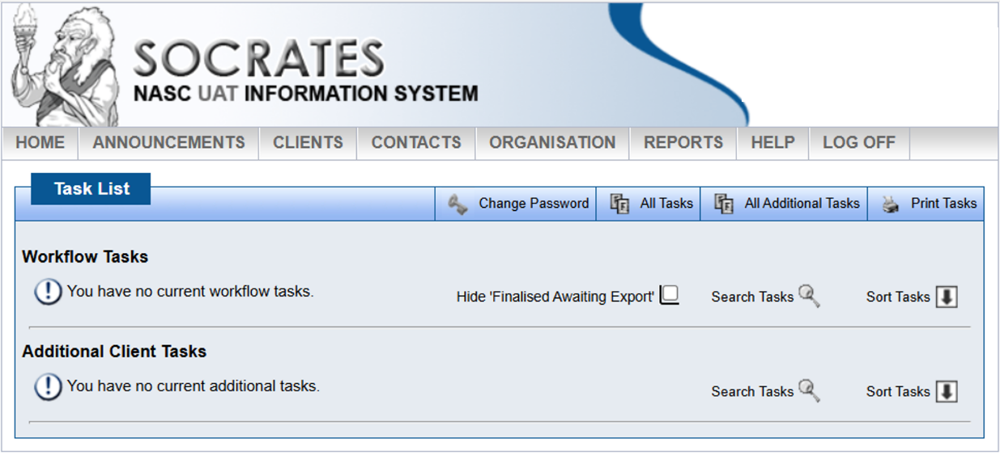 SOCRATES
NASC UAT INFORMATION SYSTEM
HOME ANNOUNCEMENTS CLIENTS CONTACTS ORGANISATION REPORTS HELP LOG OFF
Task List
Change Password All Tasks All Additional Tasks Print Tasks
Workflow Tasks
You have no current workflow tasks. Hide 'Finalised Awaiting Export' Search Tasks Sort Tasks
Additional Client Tasks
You have no current additional tasks. Search Tasks Sort Tasks